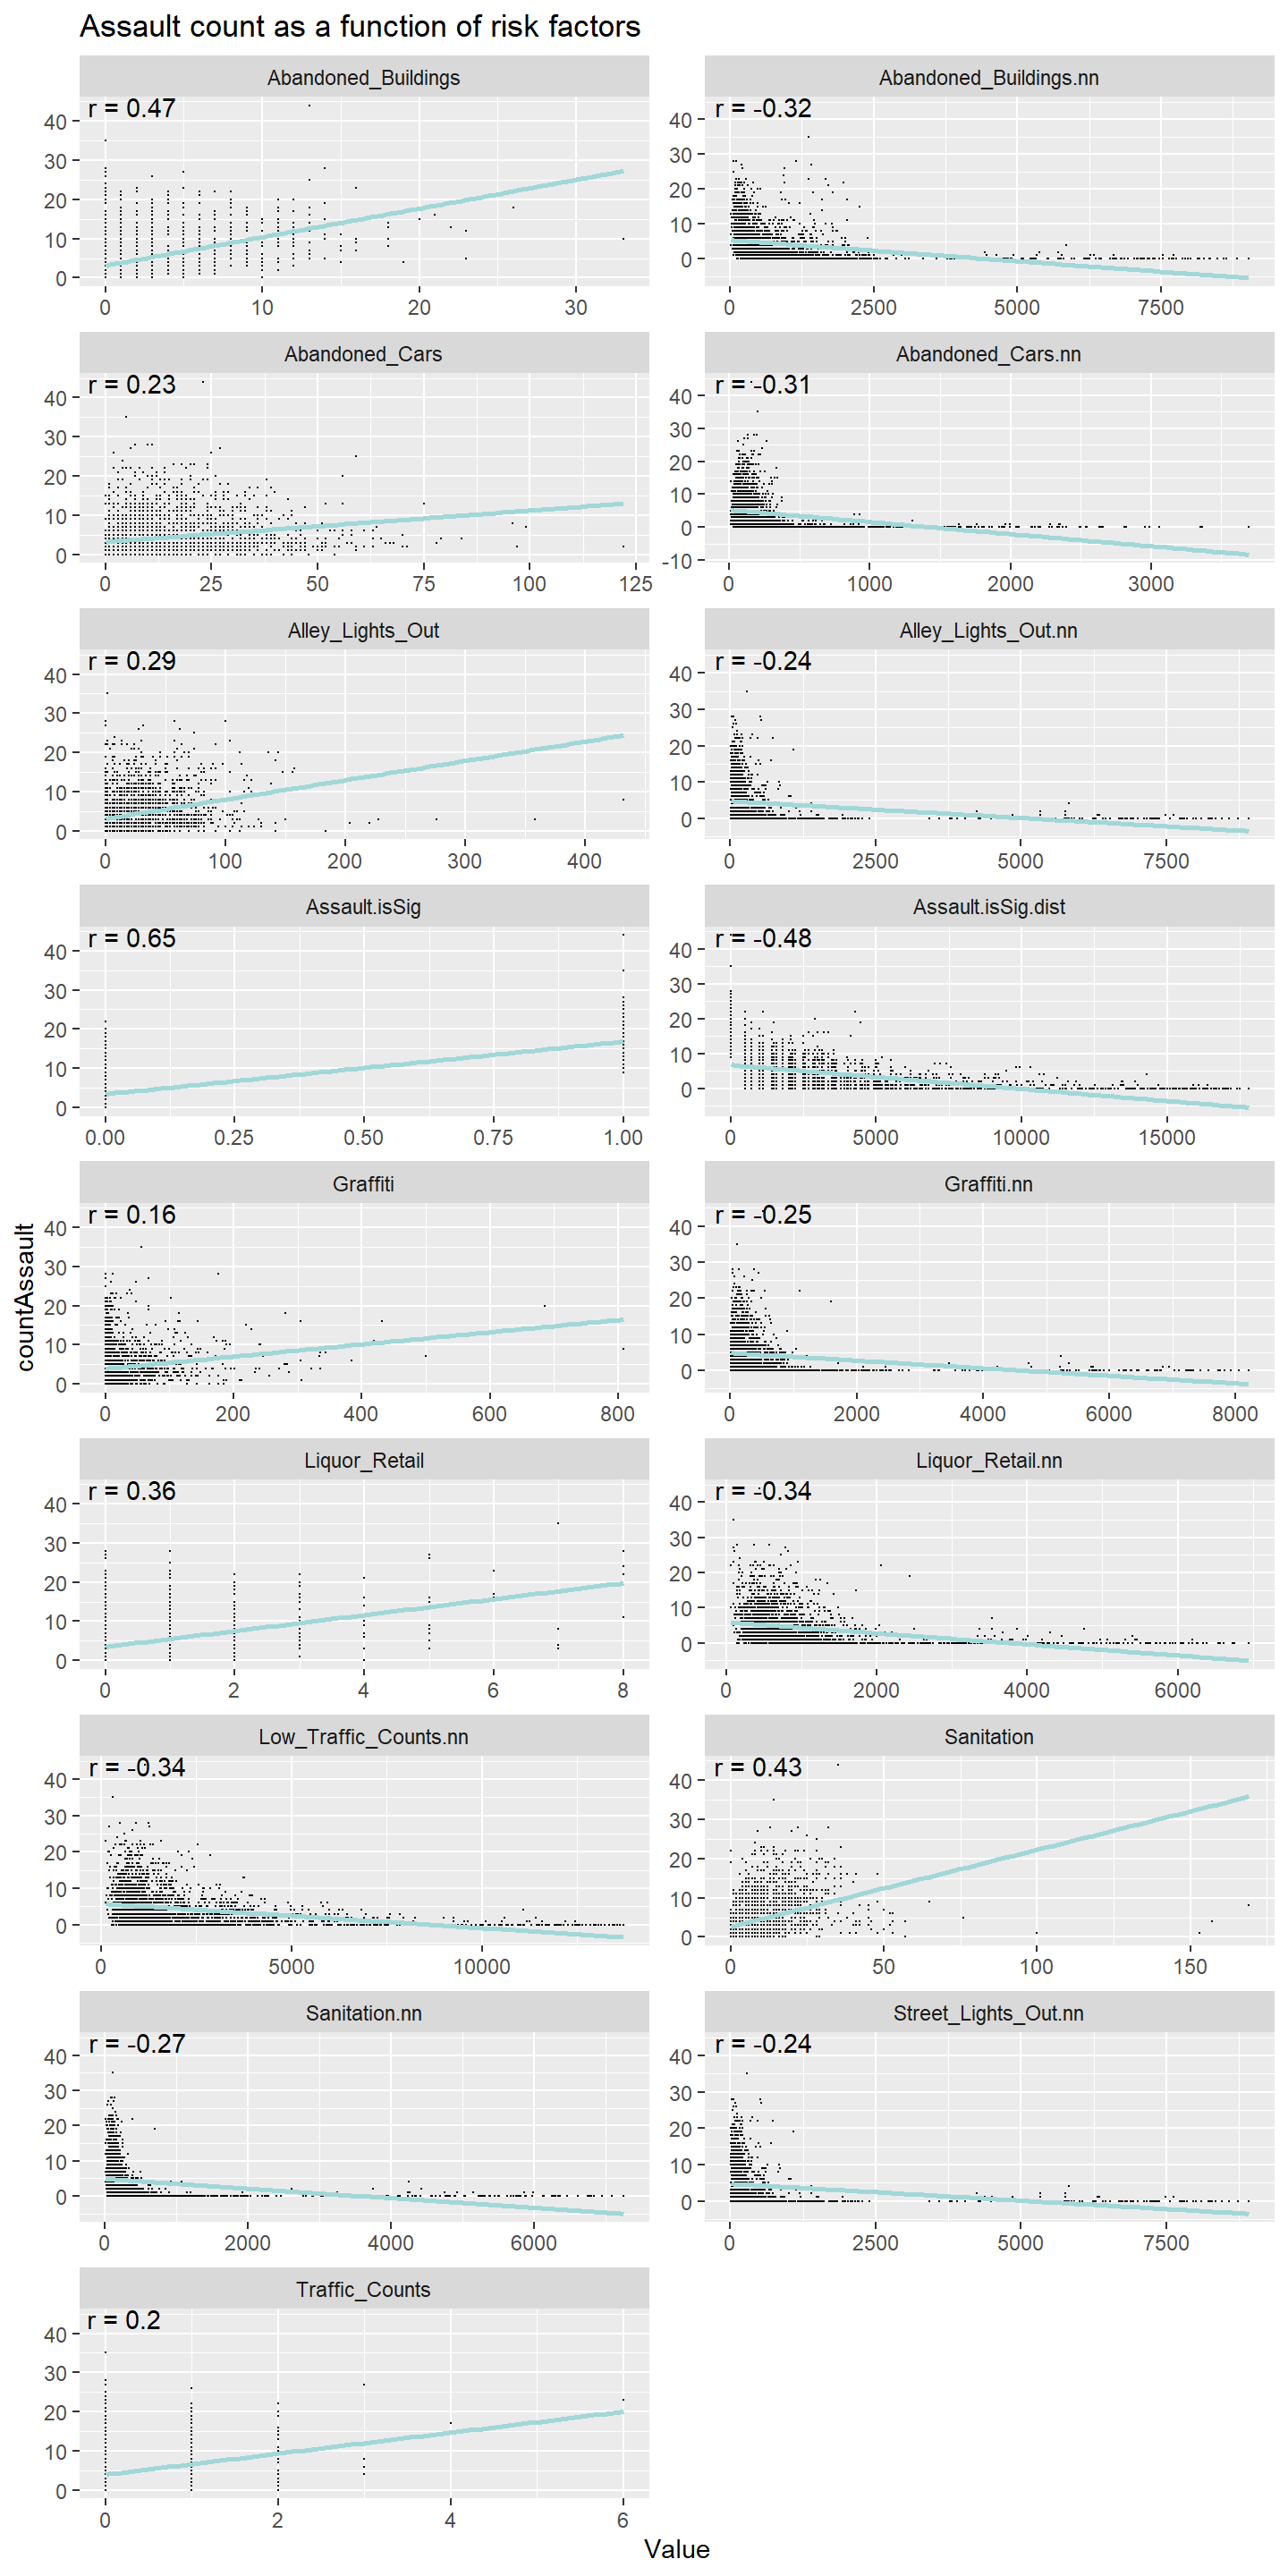 Assault count as a function of risk factors
Abandoned_Buildings
r = 0.47
40
30
20
10
0
0 10 20 30
Abandoned_Buildings.nn
r = -0.32
40
30
20
10
0
0 2500 5000 7500
Abandoned_Cars
r = 0.23
40
30
20
10
0
0 25 50 75 100 125
Abandoned_Cars.nn
r = -0.31
40
30
20
10
0
-10
0 1000 2000 3000
Alley_Lights_Out
r = 0.29
40
30
20
10
0
0 100 200 300 400
Alley_Lights_Out.nn
r = -0.24
40
30
20
10
0
0 2500 5000 7500
Assault.isSig
r = 0.65
40
30
20
10
0
0.00 0.25 0.50 0.75 1.00
Assault.isSig.dist
r = -0.48
40
30
20
10
0
0 5000 10000 15000
Graffiti
r = 0.16
40
30
20
10
0
0 200 400 600 800
Graffiti.nn
r = -0.25
40
30
20
10
0
0 2000 4000 6000 8000
countAssault
Liquor_Retail
r = 0.36
40
30
20
10
0
0 2 4 6 8
Liquor_Retail.nn
r = -0.34
40
30
20
10
0
0 2000 4000 6000
Low_Traffic_Counts.nn
r = -0.34
40
30
20
10
0
0 5000 10000
Sanitation
r = 0.43
40
30
20
10
0
0 50 100 150
Sanitation.nn
r = -0.27
40
30
20
10
0
0 2000 4000 6000
Street_Lights_Out.nn
r = -0.24
40
30
20
10
0
0 2500 5000 7500
Traffic_Counts
r = 0.2
40
30
20
10
0
0 2 4 6
Value